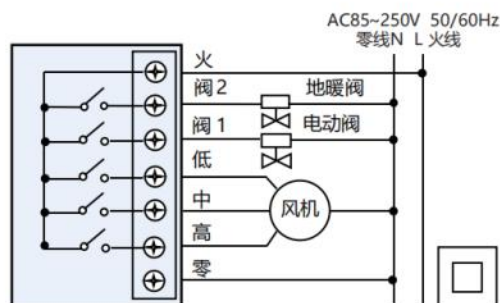 AC85~250V 50/60Hz
零线N L 火线
火
阀2 地暖阀
阀1 电动阀
低
中 风机
高
零